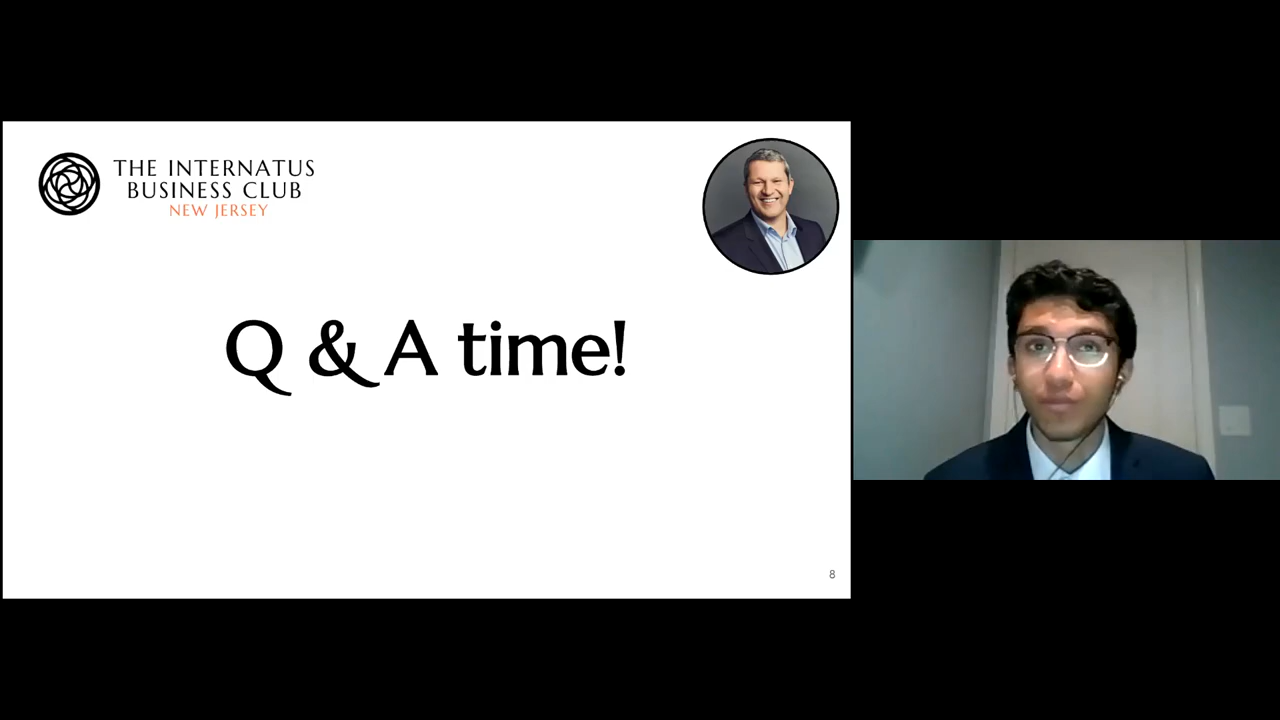 THE INTERNATUS
BUSINESS CLUB
NEW JERSEY
Q & A time!
8